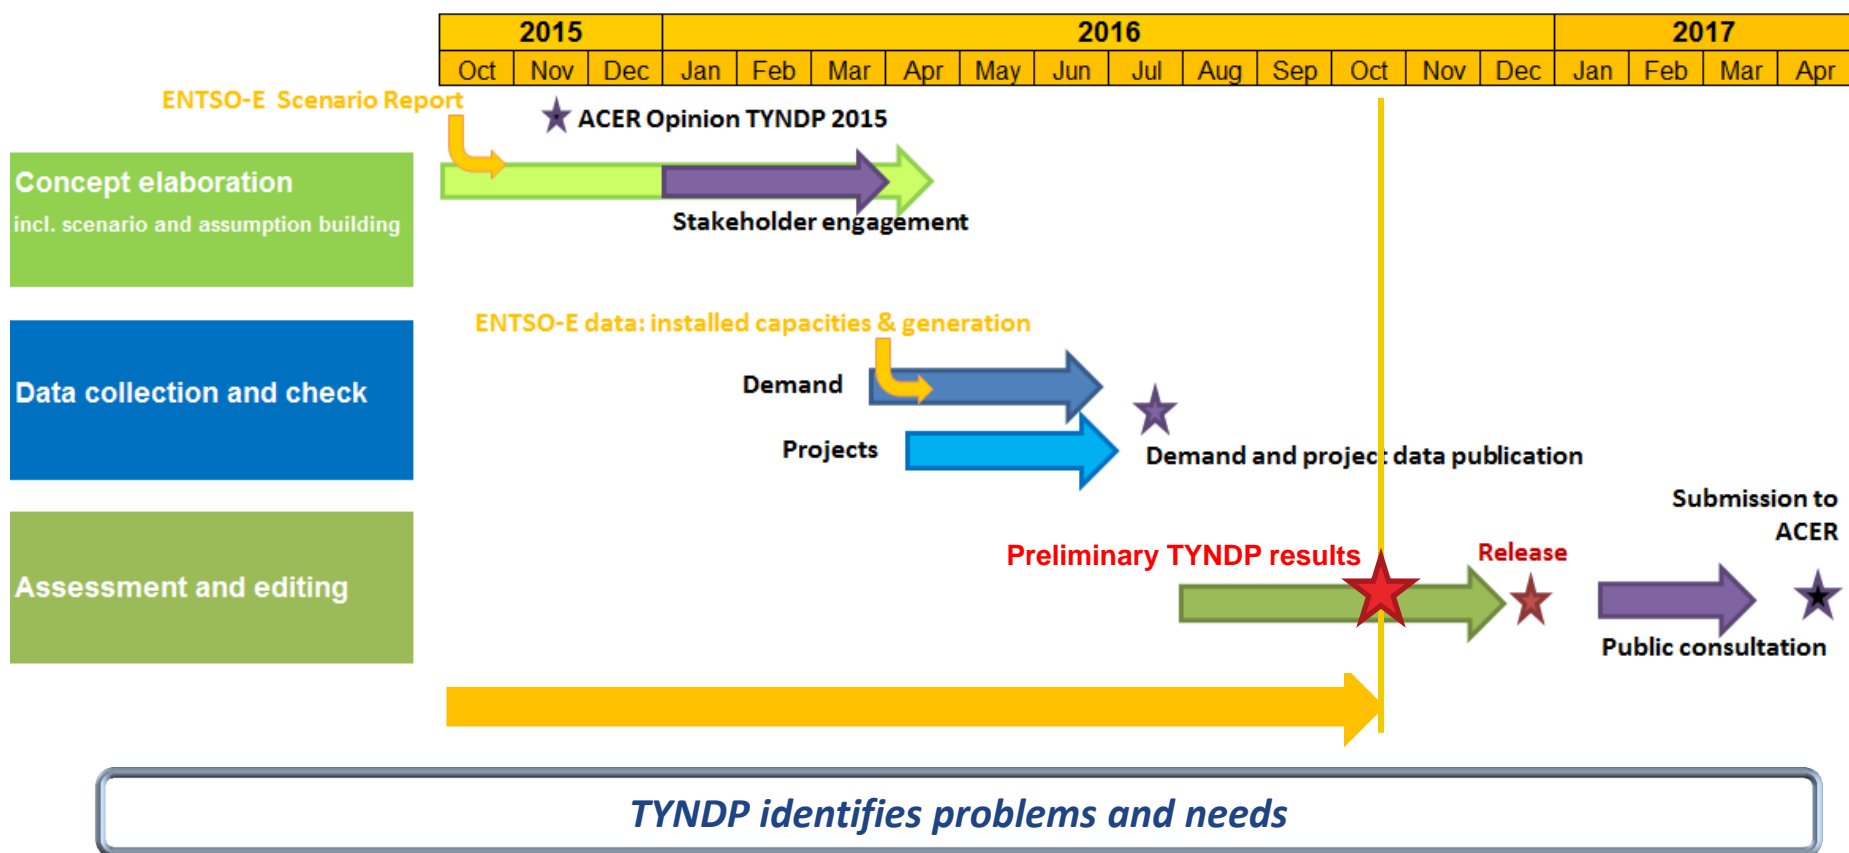 2015 2016 2017
Oct Nov Dec Jan Feb Mar Apr May Jun Jul Aug Sep Oct Nov Dec Jan Feb Mar Apr
ENTSO-E Scenario Report
ACER Opinion TYNDP 2015
Concept elaboration
incl. scenario and assumption building
Stakeholder engagement
ENTSO-E data: installed capacities & generation
Data collection and check
Demand
Projects
Demand and project data publication
Submission to
ACER
Preliminary TYNDP results
Release
Assessment and editing
Public consultation
TYNDP identifies problems and needs